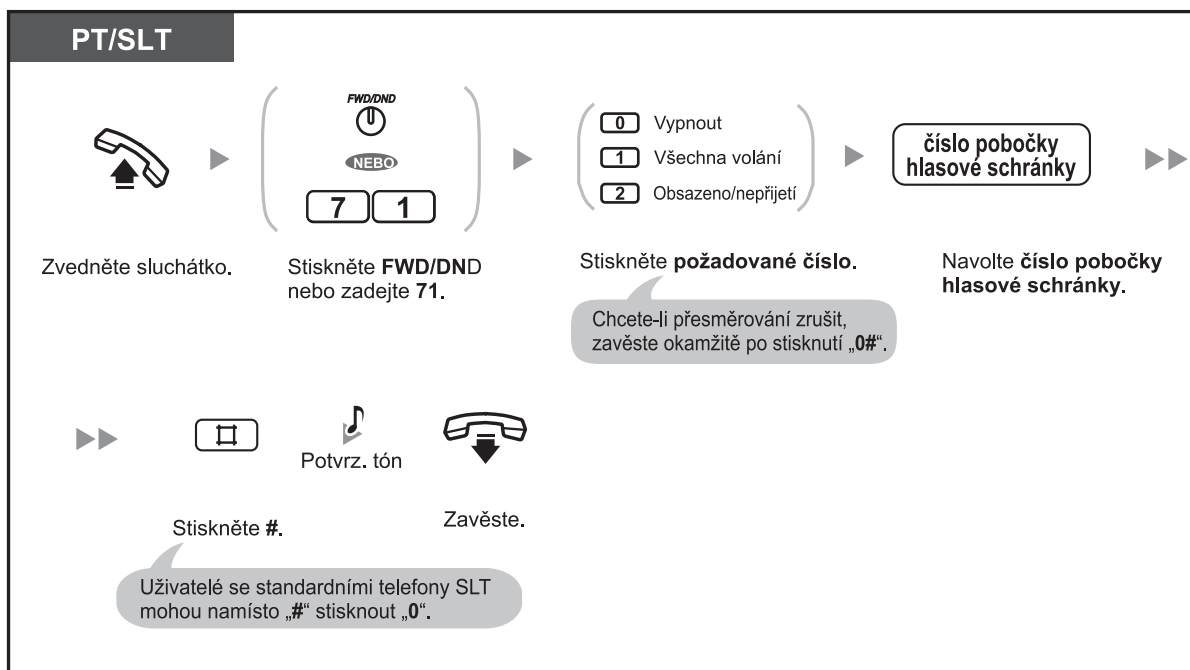 PT/SLT
FWD/DND
NEBO
7 1
0 Vypnout
1 Všechna volání
2 Obsazeno/nepřijetí
číslo pobočky
hlasové schránky
Zvedněte sluchátko.
Stiskněte FWD/DND
nebo zadejte 71.
Stiskněte požadované číslo.
Chcete-li přesměrování zrušit,
zavěste okamžitě po stisknutí „0#“.
Navolte číslo pobočky
hlasové schránky.
Potvrz. tón
Stiskněte #.
Zavěste.
Uživatelé se standardními telefony SLT
mohou namísto „#“ stisknout „0“.